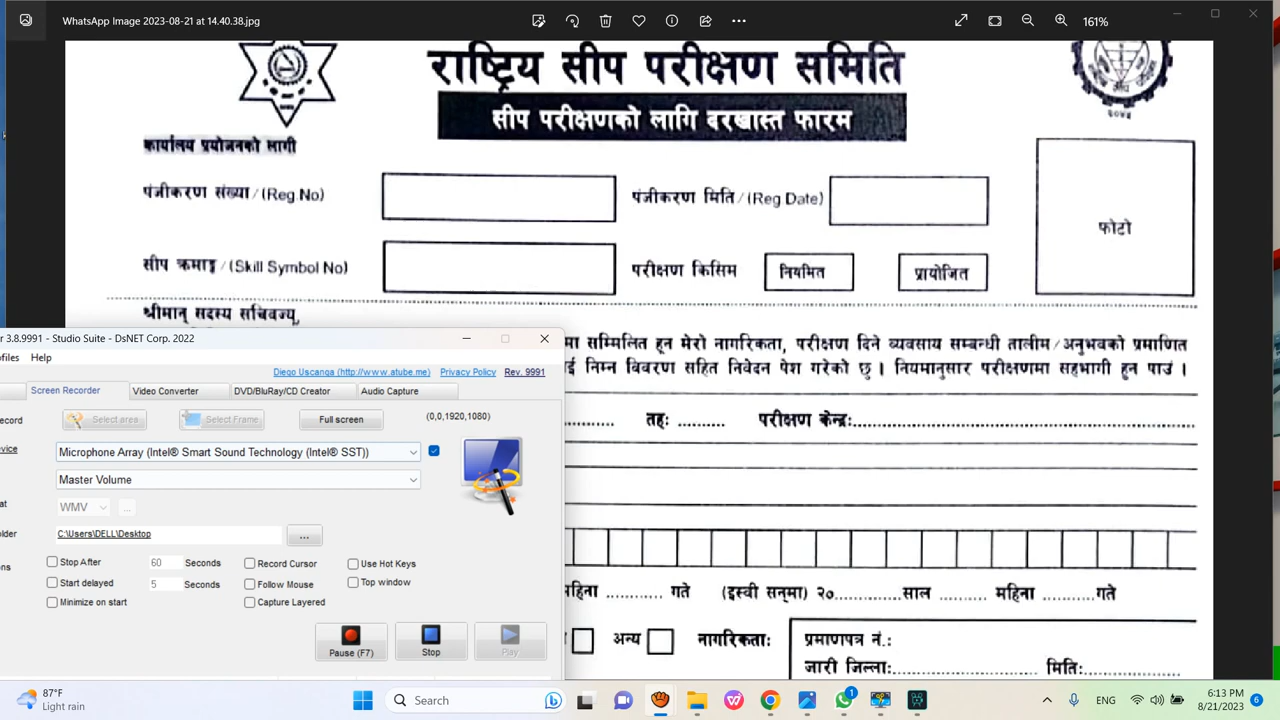 WhatsApp Image 2023-08-21 at 14.40.38.jpg
161%
राष्ट्रिय सीप परीक्षण समिति
सीप परीक्षणको लागि दरखास्त फारम
२०४५
कार्यालय प्रयोजनको लागी
पंजीकरण संख्या/(Reg.No)
पंजीकरण मिति/(Reg Date)
फोटो
सीप क्रमाङ्क/(Skill Symbol No)
परीक्षण किसिम
नियमित
प्रायोजित
श्रीमान् सदस्य सचिवज्यू,
r 3.8.9991 - Studio Suite - DsNET Corp. 2022
मा सम्मिलित हून मेरो नागरिकता, परीक्षण दिने व्यवसाय सम्बन्धी तालीम/अनुभवको प्रमाणित
ofiles Help
ई निम्न विवरण सहित निवेदन पेश गरेको छु । नियमानुसार परीक्षणमा सहभागी हून पाउं ।
Diego Uscanga (http://www.atube.me) Privacy Policy Rev. 9991
Screen Recorder Video Converter DVD/BluRay/CD Creator Audio Capture
ecord Select area Select Frame Full screen (0,0,1920,1080)
............ तहः .......... परीक्षण केन्द्रः..........................................................
evice Microphone Array (Intel® Smart Sound Technology (Intel® SST))
Master Volume
at WMV ...
older C:\Users\DELL\Desktop ...
ons Stop After 60 Seconds Record Cursor Use Hot Keys
Start delayed 5 Seconds Follow Mouse Top window
Minimize on start Capture Layered
महिना ............ गते (इस्वी सन्मा) २०..............साल .......... महिना ...........गते
Pause (F7) Stop Play
अन्य नागरिकताः
प्रमाणपत्र नं.:
जारी जिल्लाः......................... मितिः......................
87°F
Light rain
Search
1
ENG
6:13 PM
8/21/2023
6